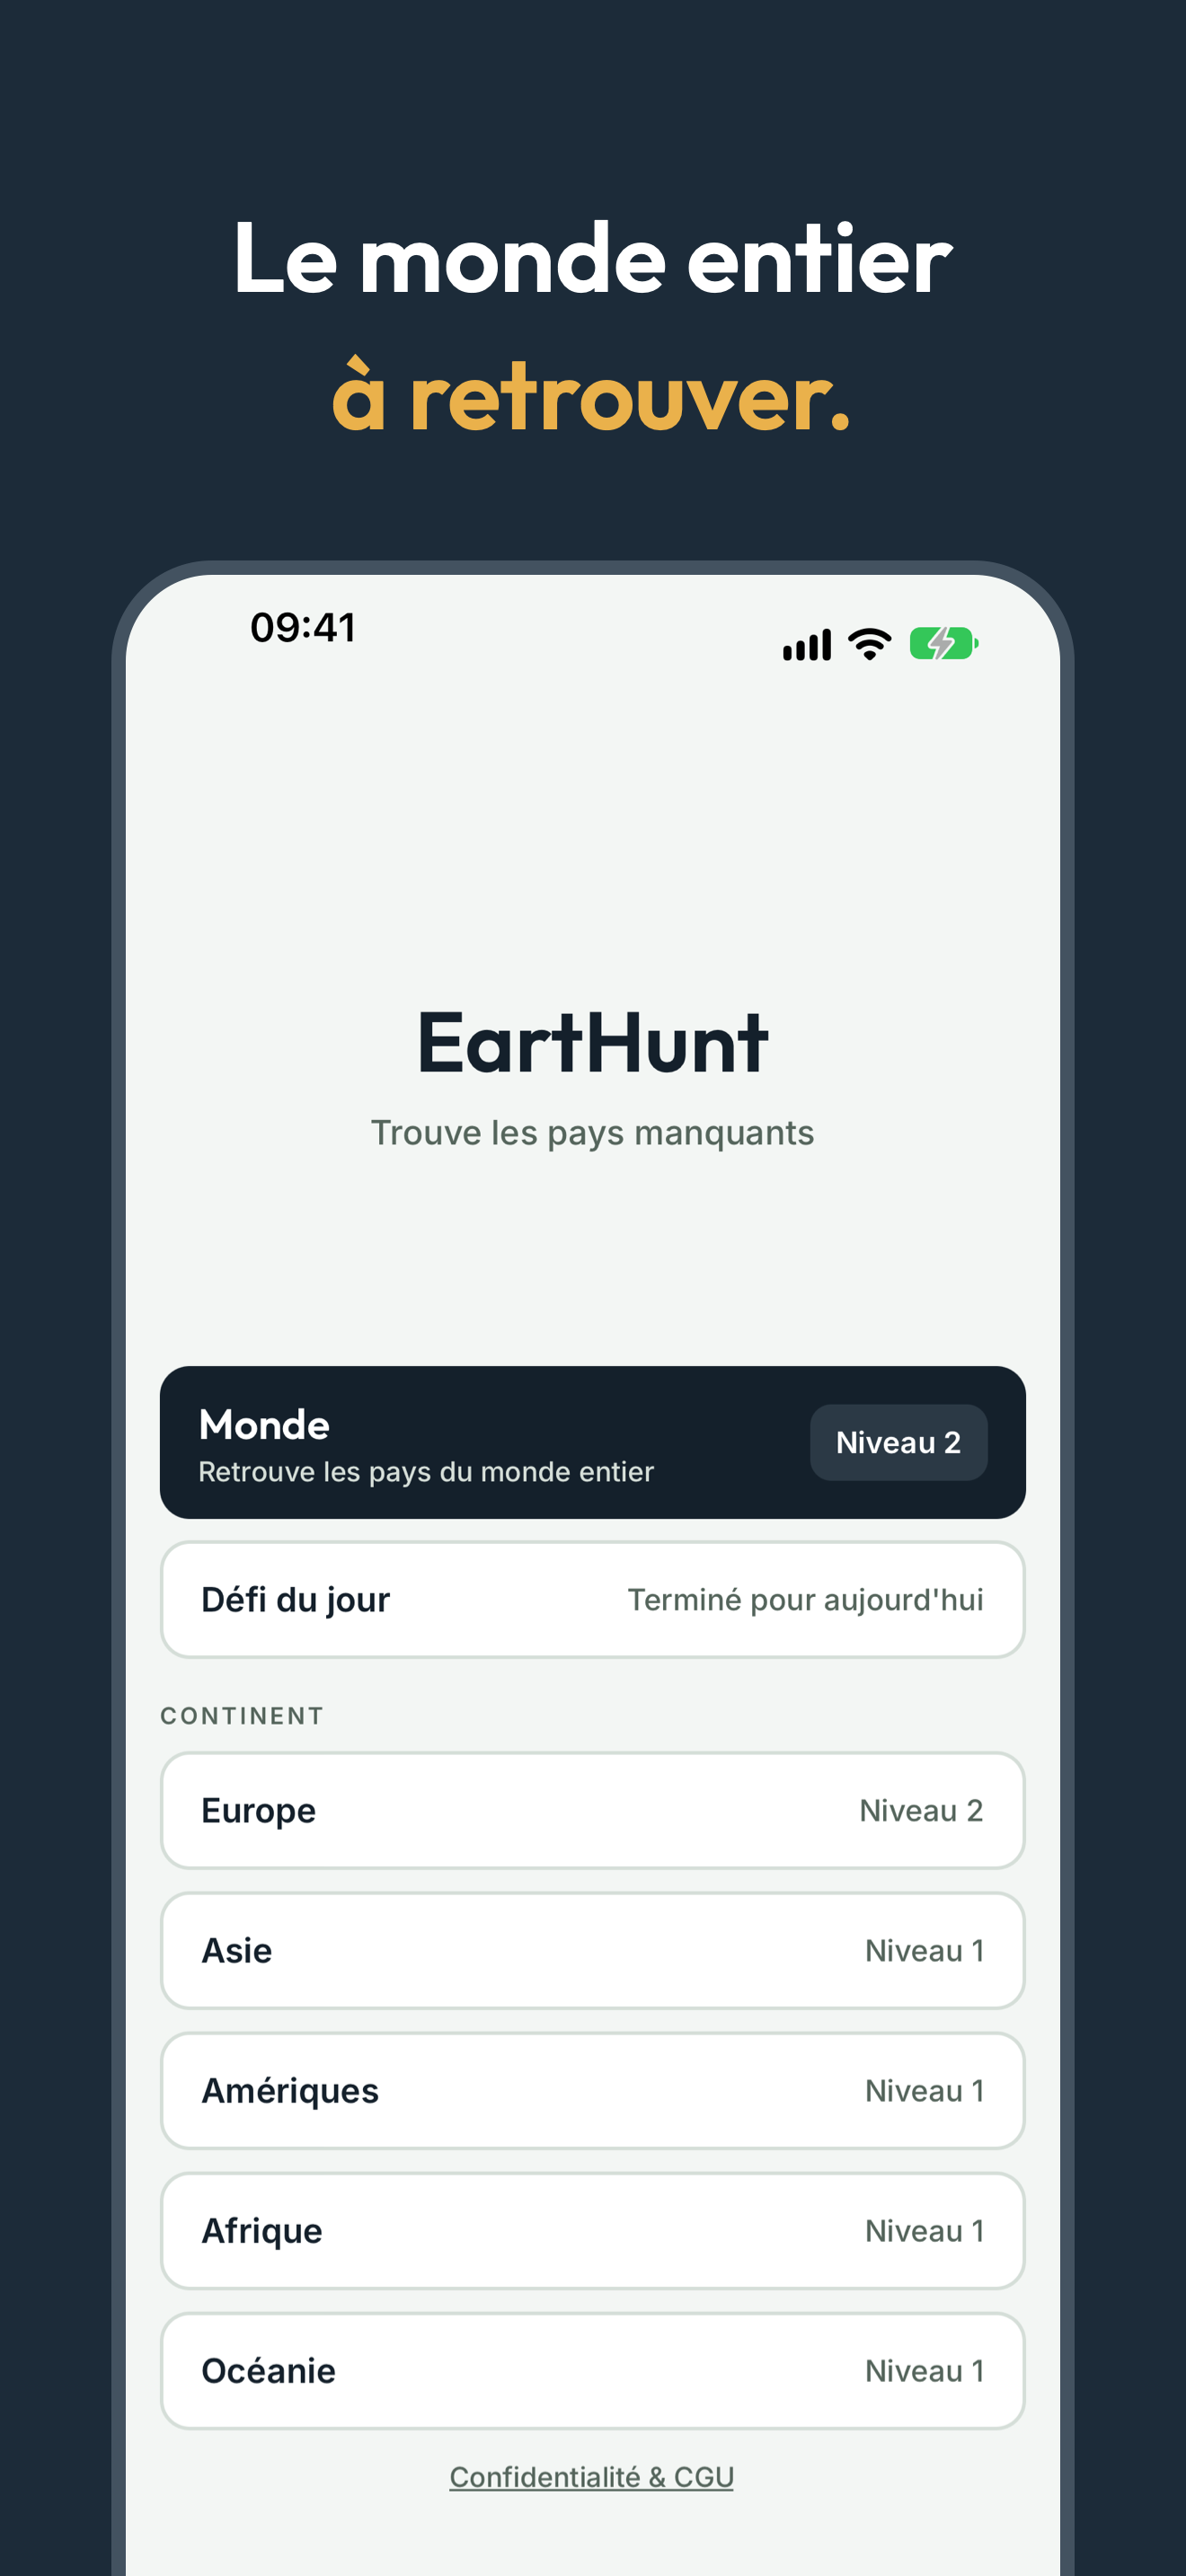 Le monde entier
à retrouver.
09:41
EartHunt
Trouve les pays manquants
Monde
Retrouve les pays du monde entier
Niveau 2
Défi du jour
Terminé pour aujourd'hui
CONTINENT
Europe
Niveau 2
Asie
Niveau 1
Amériques
Niveau 1
Afrique
Niveau 1
Océanie
Niveau 1
Confidentialité & CGU